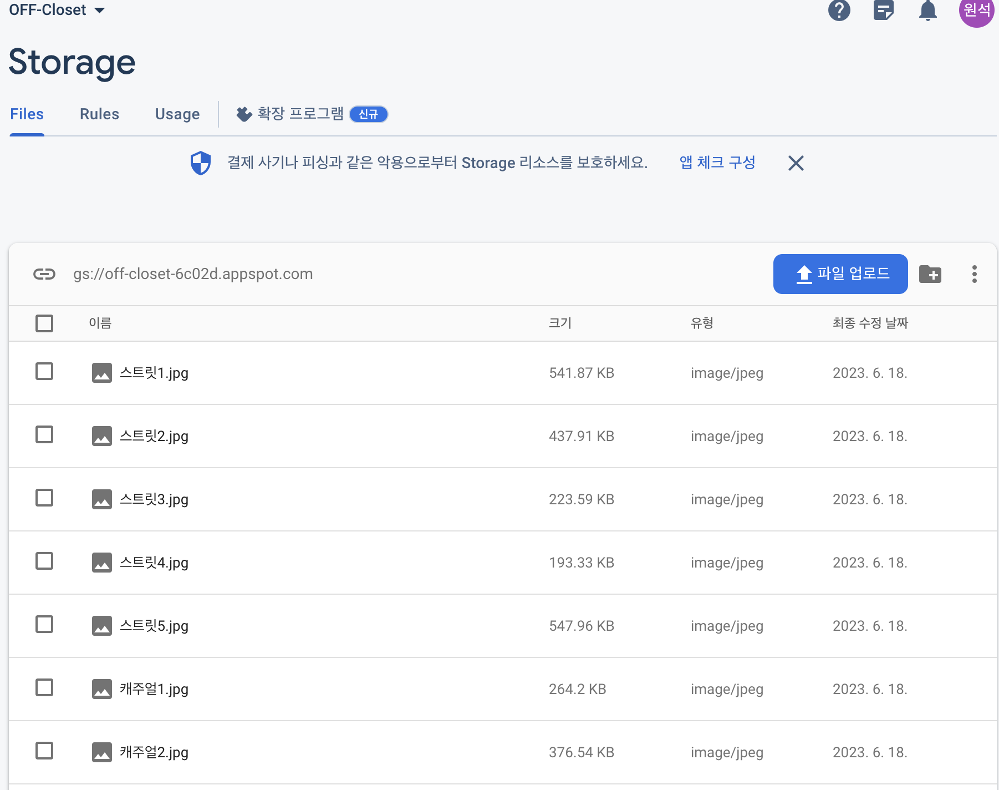 OFF-Closet
원석
Storage
Files Rules Usage 확장 프로그램 신규
결제 사기나 피싱과 같은 악용으로부터 Storage 리소스를 보호하세요. 앱 체크 구성
gs://off-closet-6c02d.appspot.com 파일 업로드
이름 크기 유형 최종 수정 날짜
스트릿1.jpg 541.87 KB image/jpeg 2023. 6. 18.
스트릿2.jpg 437.91 KB image/jpeg 2023. 6. 18.
스트릿3.jpg 223.59 KB image/jpeg 2023. 6. 18.
스트릿4.jpg 193.33 KB image/jpeg 2023. 6. 18.
스트릿5.jpg 547.96 KB image/jpeg 2023. 6. 18.
캐주얼1.jpg 264.2 KB image/jpeg 2023. 6. 18.
캐주얼2.jpg 376.54 KB image/jpeg 2023. 6. 18.